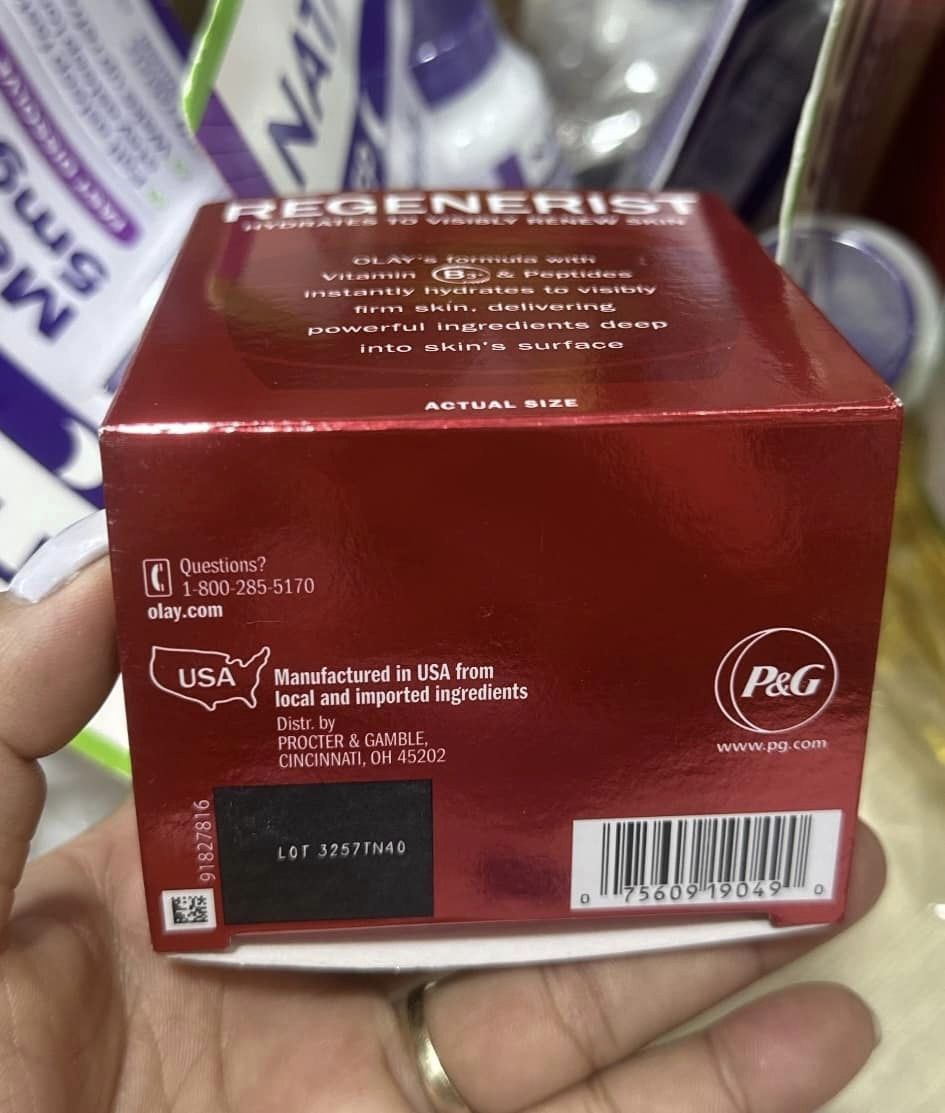 NAT
FAST EFFECTIVE
5mg
REGENERIST
HYDRATES TO VISIBLY RENEW SKIN
OLAY's formula with
Vitamin B3 & Peptides
instantly hydrates to visibly
firm skin, delivering
powerful ingredients deep
into skin's surface
ACTUAL SIZE
Questions?
1-800-285-5170
olay.com
USA
Manufactured in USA from
local and imported ingredients
Distr. by
PROCTER & GAMBLE,
CINCINNATI, OH 45202
P&G
www.pg.com
91827816
LOT 3257TN40
0 75609 19049 0